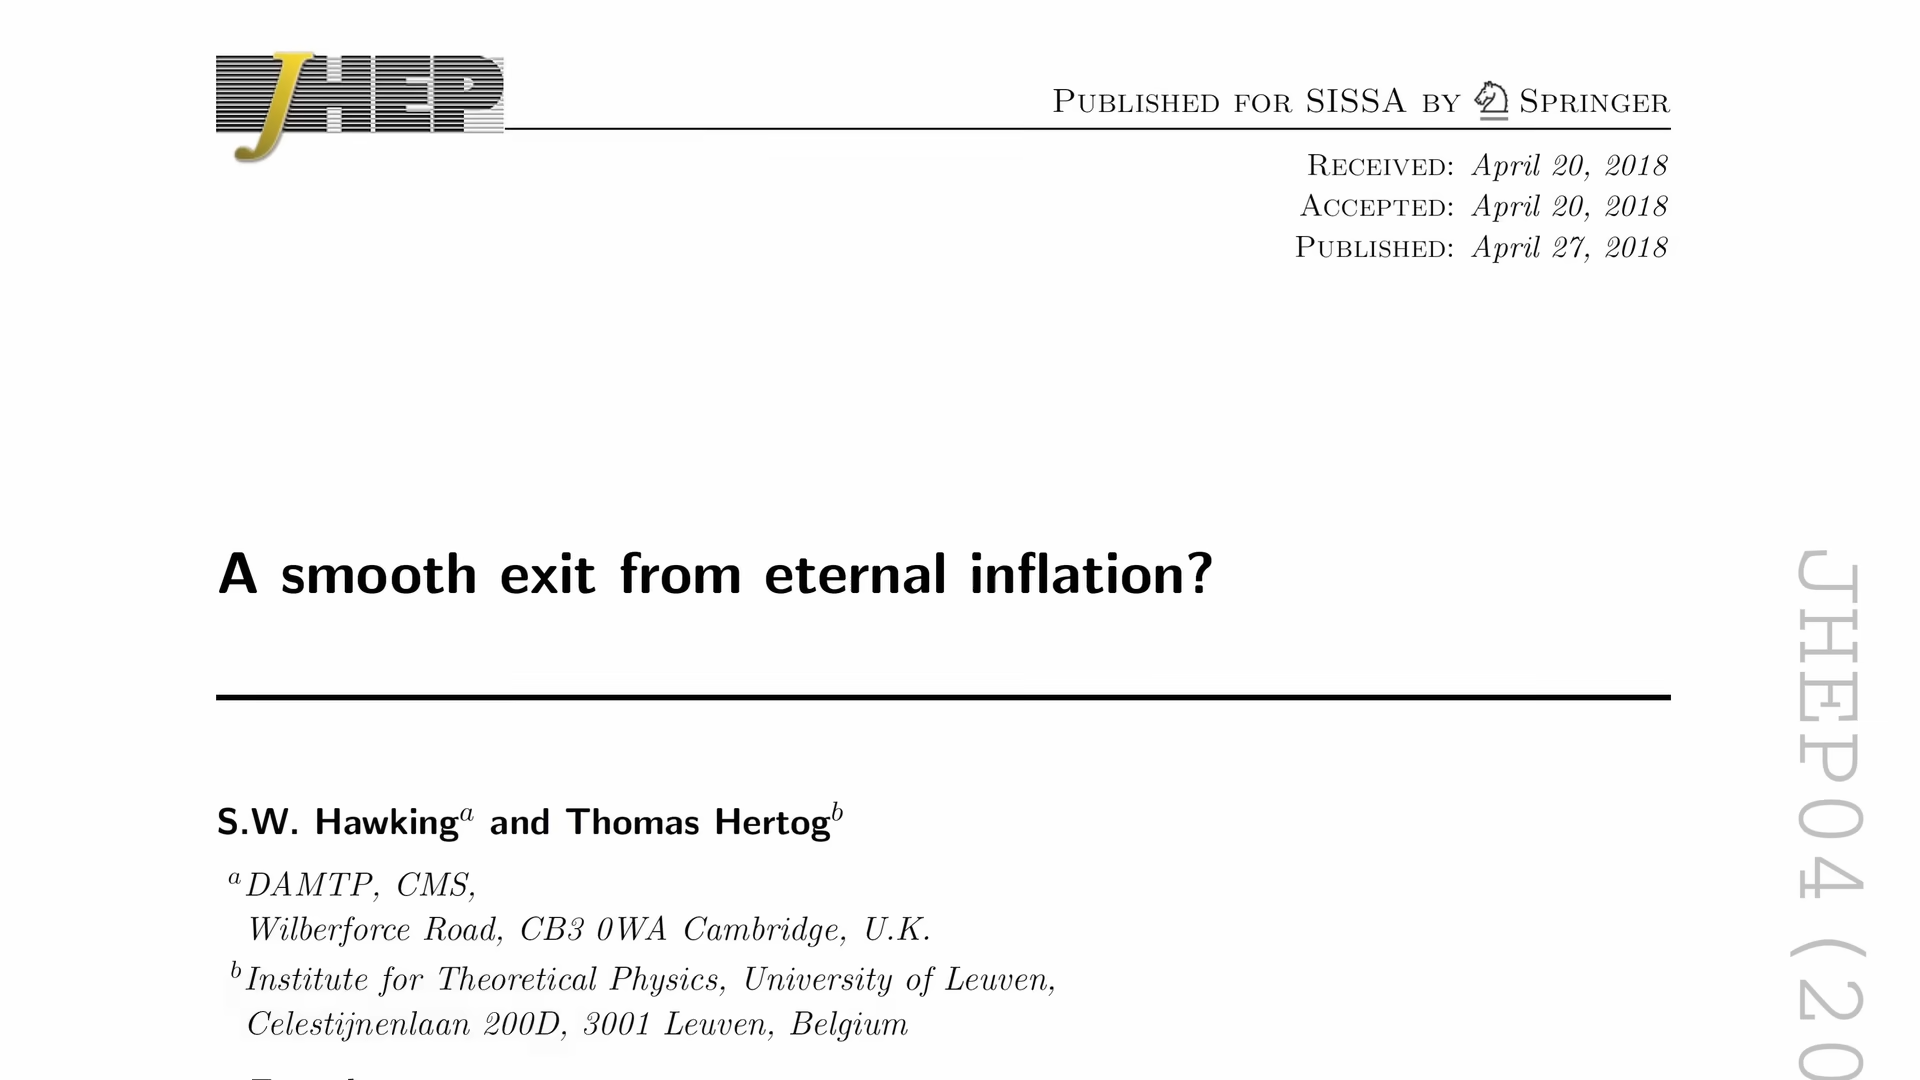 JHEP
PUBLISHED FOR SISSA BY SPRINGER
RECEIVED: April 20, 2018
ACCEPTED: April 20, 2018
PUBLISHED: April 27, 2018
A smooth exit from eternal inflation?
S.W. Hawkingᵃ and Thomas Hertogᵇ
ᵃDAMTP, CMS,
Wilberforce Road, CB3 0WA Cambridge, U.K.
ᵇInstitute for Theoretical Physics, University of Leuven,
Celestijnenlaan 200D, 3001 Leuven, Belgium
JHEP04(20